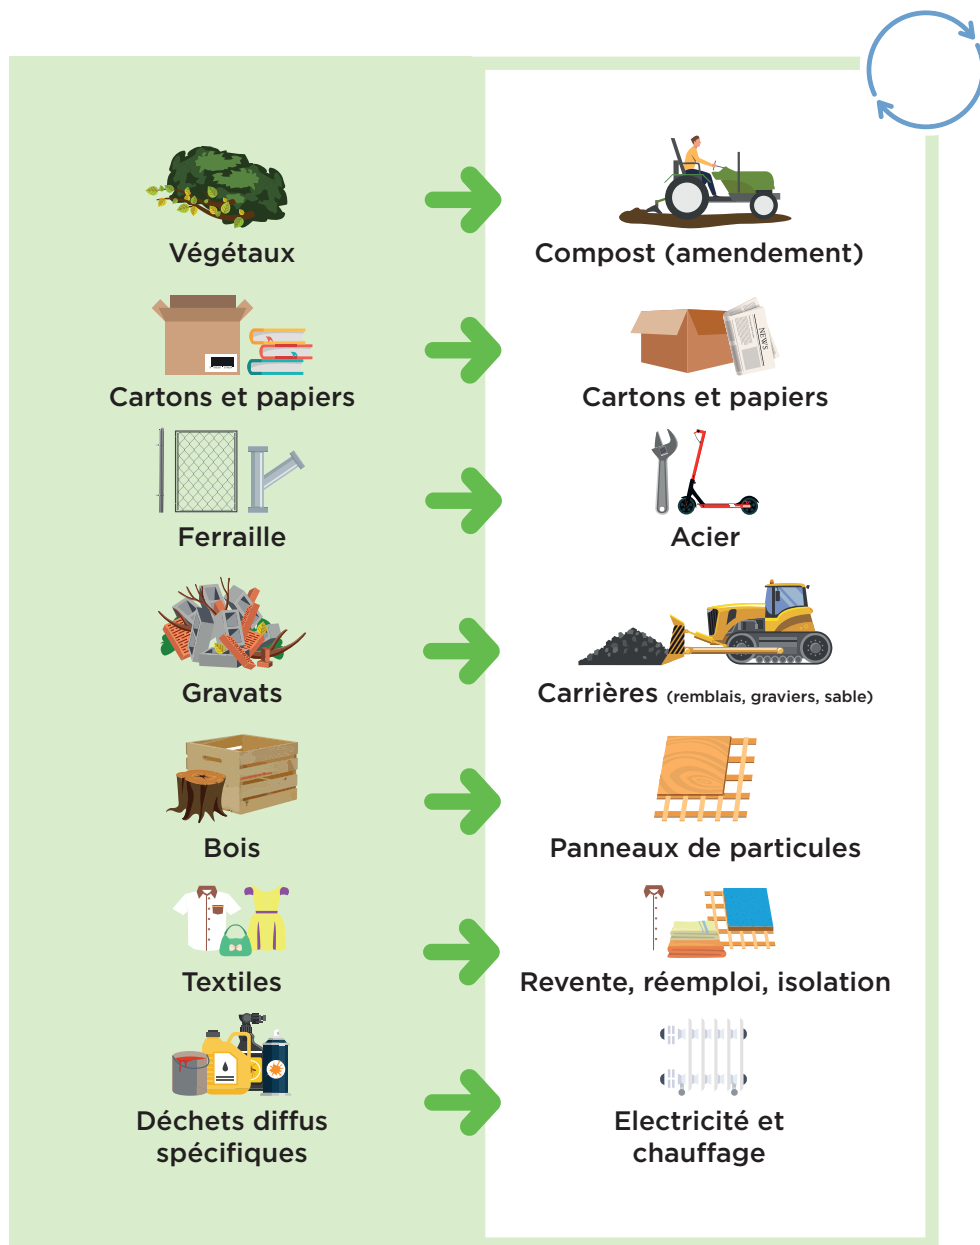 Végétaux
Compost (amendement)
NEWS
Cartons et papiers
Cartons et papiers
Ferraille
Acier
Gravats
Carrières (remblais, graviers, sable)
Bois
Panneaux de particules
Textiles
Revente, réemploi, isolation
Déchets diffus
spécifiques
Electricité et
chauffage